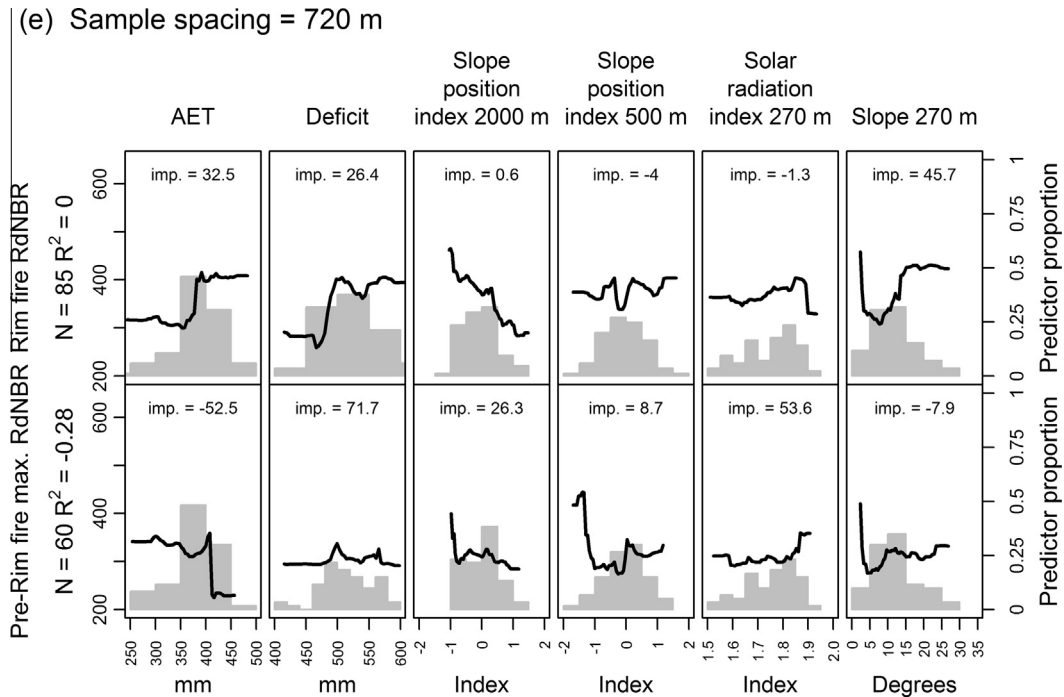 (e) Sample spacing = 720 m
AET
Deficit
Slope
position
index 2000 m
Slope
position
index 500 m
Solar
radiation
index 270 m
Slope 270 m
Rim fire RdNBR
N = 85 R² = 0
200 400 600
imp. = 32.5
imp. = 26.4
imp. = 0.6
imp. = -4
imp. = -1.3
imp. = 45.7
0 0.25 0.5 0.75 1
Predictor proportion
Pre-Rim fire max. RdNBR
N = 60 R² = -0.28
200 400 600
imp. = -52.5
imp. = 71.7
imp. = 26.3
imp. = 8.7
imp. = 53.6
imp. = -7.9
0 0.25 0.5 0.75 1
Predictor proportion
250 300 350 400 450 500
400 450 500 550 600
-2 -1 0 1 2
-2 -1 0 1 2
1.5 1.6 1.7 1.8 1.9 2.0
0 5 10 15 20 25 30 35
mm
mm
Index
Index
Index
Degrees